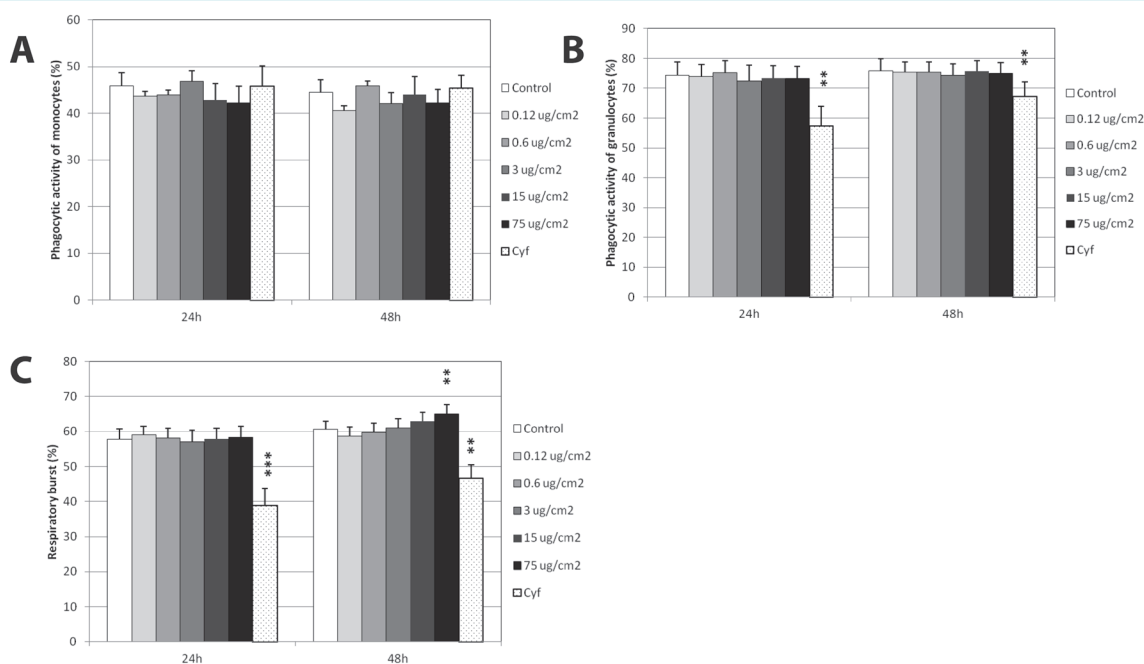 A
Phagocytic activity of monocytes (%)
60
50
40
30
20
10
0
24h
48h
Control
0.12 ug/cm2
0.6 ug/cm2
3 ug/cm2
15 ug/cm2
75 ug/cm2
Cyf
B
Phagocytic activity of granulocytes (%)
90
80
70
60
50
40
30
20
10
0
**
**
24h
48h
Control
0.12 ug/cm2
0.6 ug/cm2
3 ug/cm2
15 ug/cm2
75 ug/cm2
Cyf
C
Respiratory burst (%)
80
70
60
50
40
30
20
10
0
***
**
**
24h
48h
Control
0.12 ug/cm2
0.6 ug/cm2
3 ug/cm2
15 ug/cm2
75 ug/cm2
Cyf